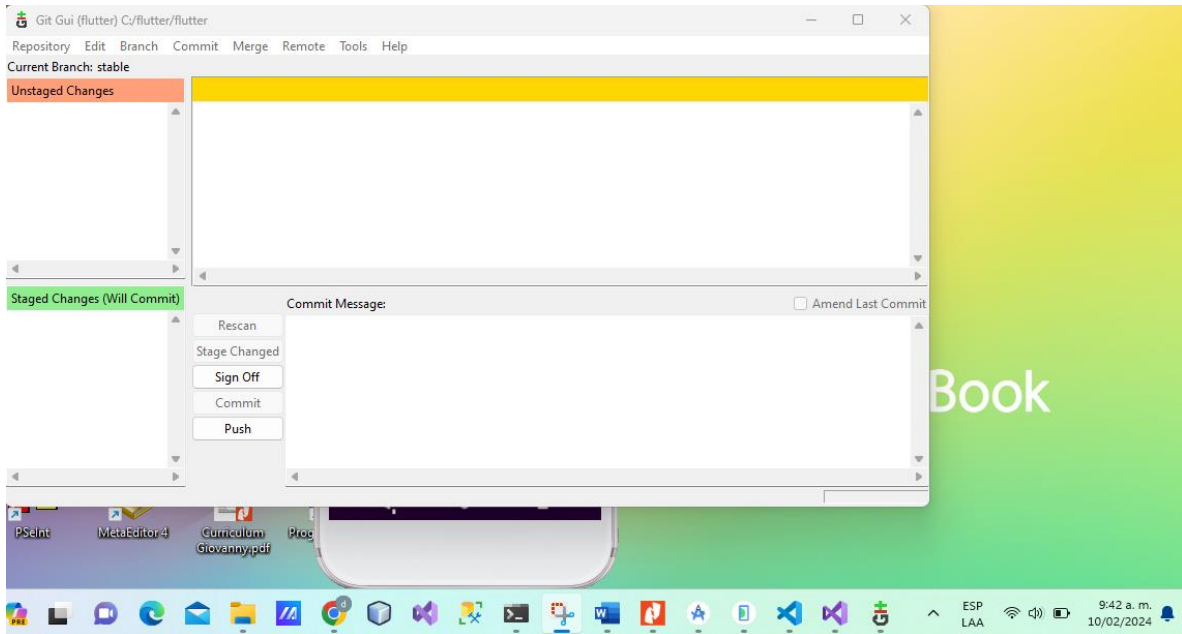 Git Gui (flutter) C:/flutter/flutter
Repository Edit Branch Commit Merge Remote Tools Help
Current Branch: stable
Unstaged Changes
Staged Changes (Will Commit)
Commit Message:
Amend Last Commit
Rescan
Stage Changed
Sign Off
Commit
Push
Book
PSeInt
MetaEditor 4
Curriculum
Giovanny.pdf
Prog
PRE
d
ESP
LAA
9:42 a. m.
10/02/2024